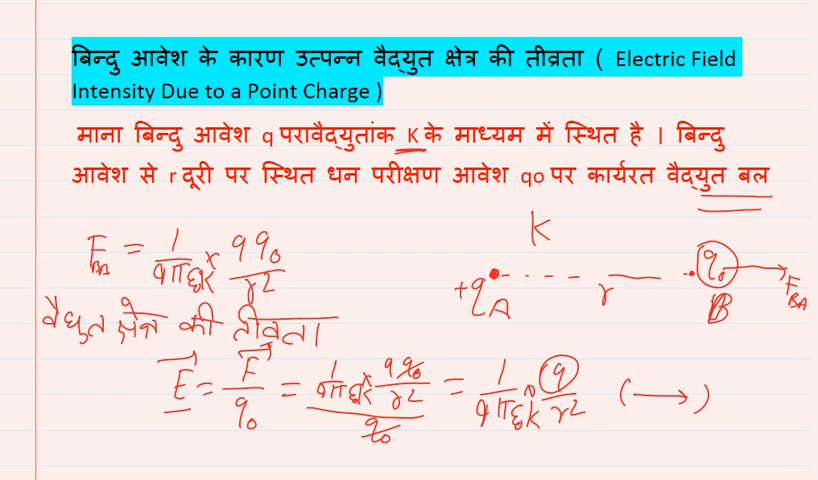 बिन्दु आवेश के कारण उत्पन्न वैद्युत क्षेत्र की तीव्रता ( Electric Field
Intensity Due to a Point Charge )
माना बिन्दु आवेश q परावैद्युतांक K के माध्यम में स्थित है । बिन्दु
आवेश से r दूरी पर स्थित धन परीक्षण आवेश qo पर कार्यरत वैद्युत बल
Fm = 1/4πε₀K × qq₀/r²
K
+q A r q₀ B F_BA
वैधुत क्षेत्र की तीव्रता
E⃗ = F⃗/q₀ = 1/4πε₀K × qq₀/r² / q₀ = 1/4πε₀K × q/r² (→)